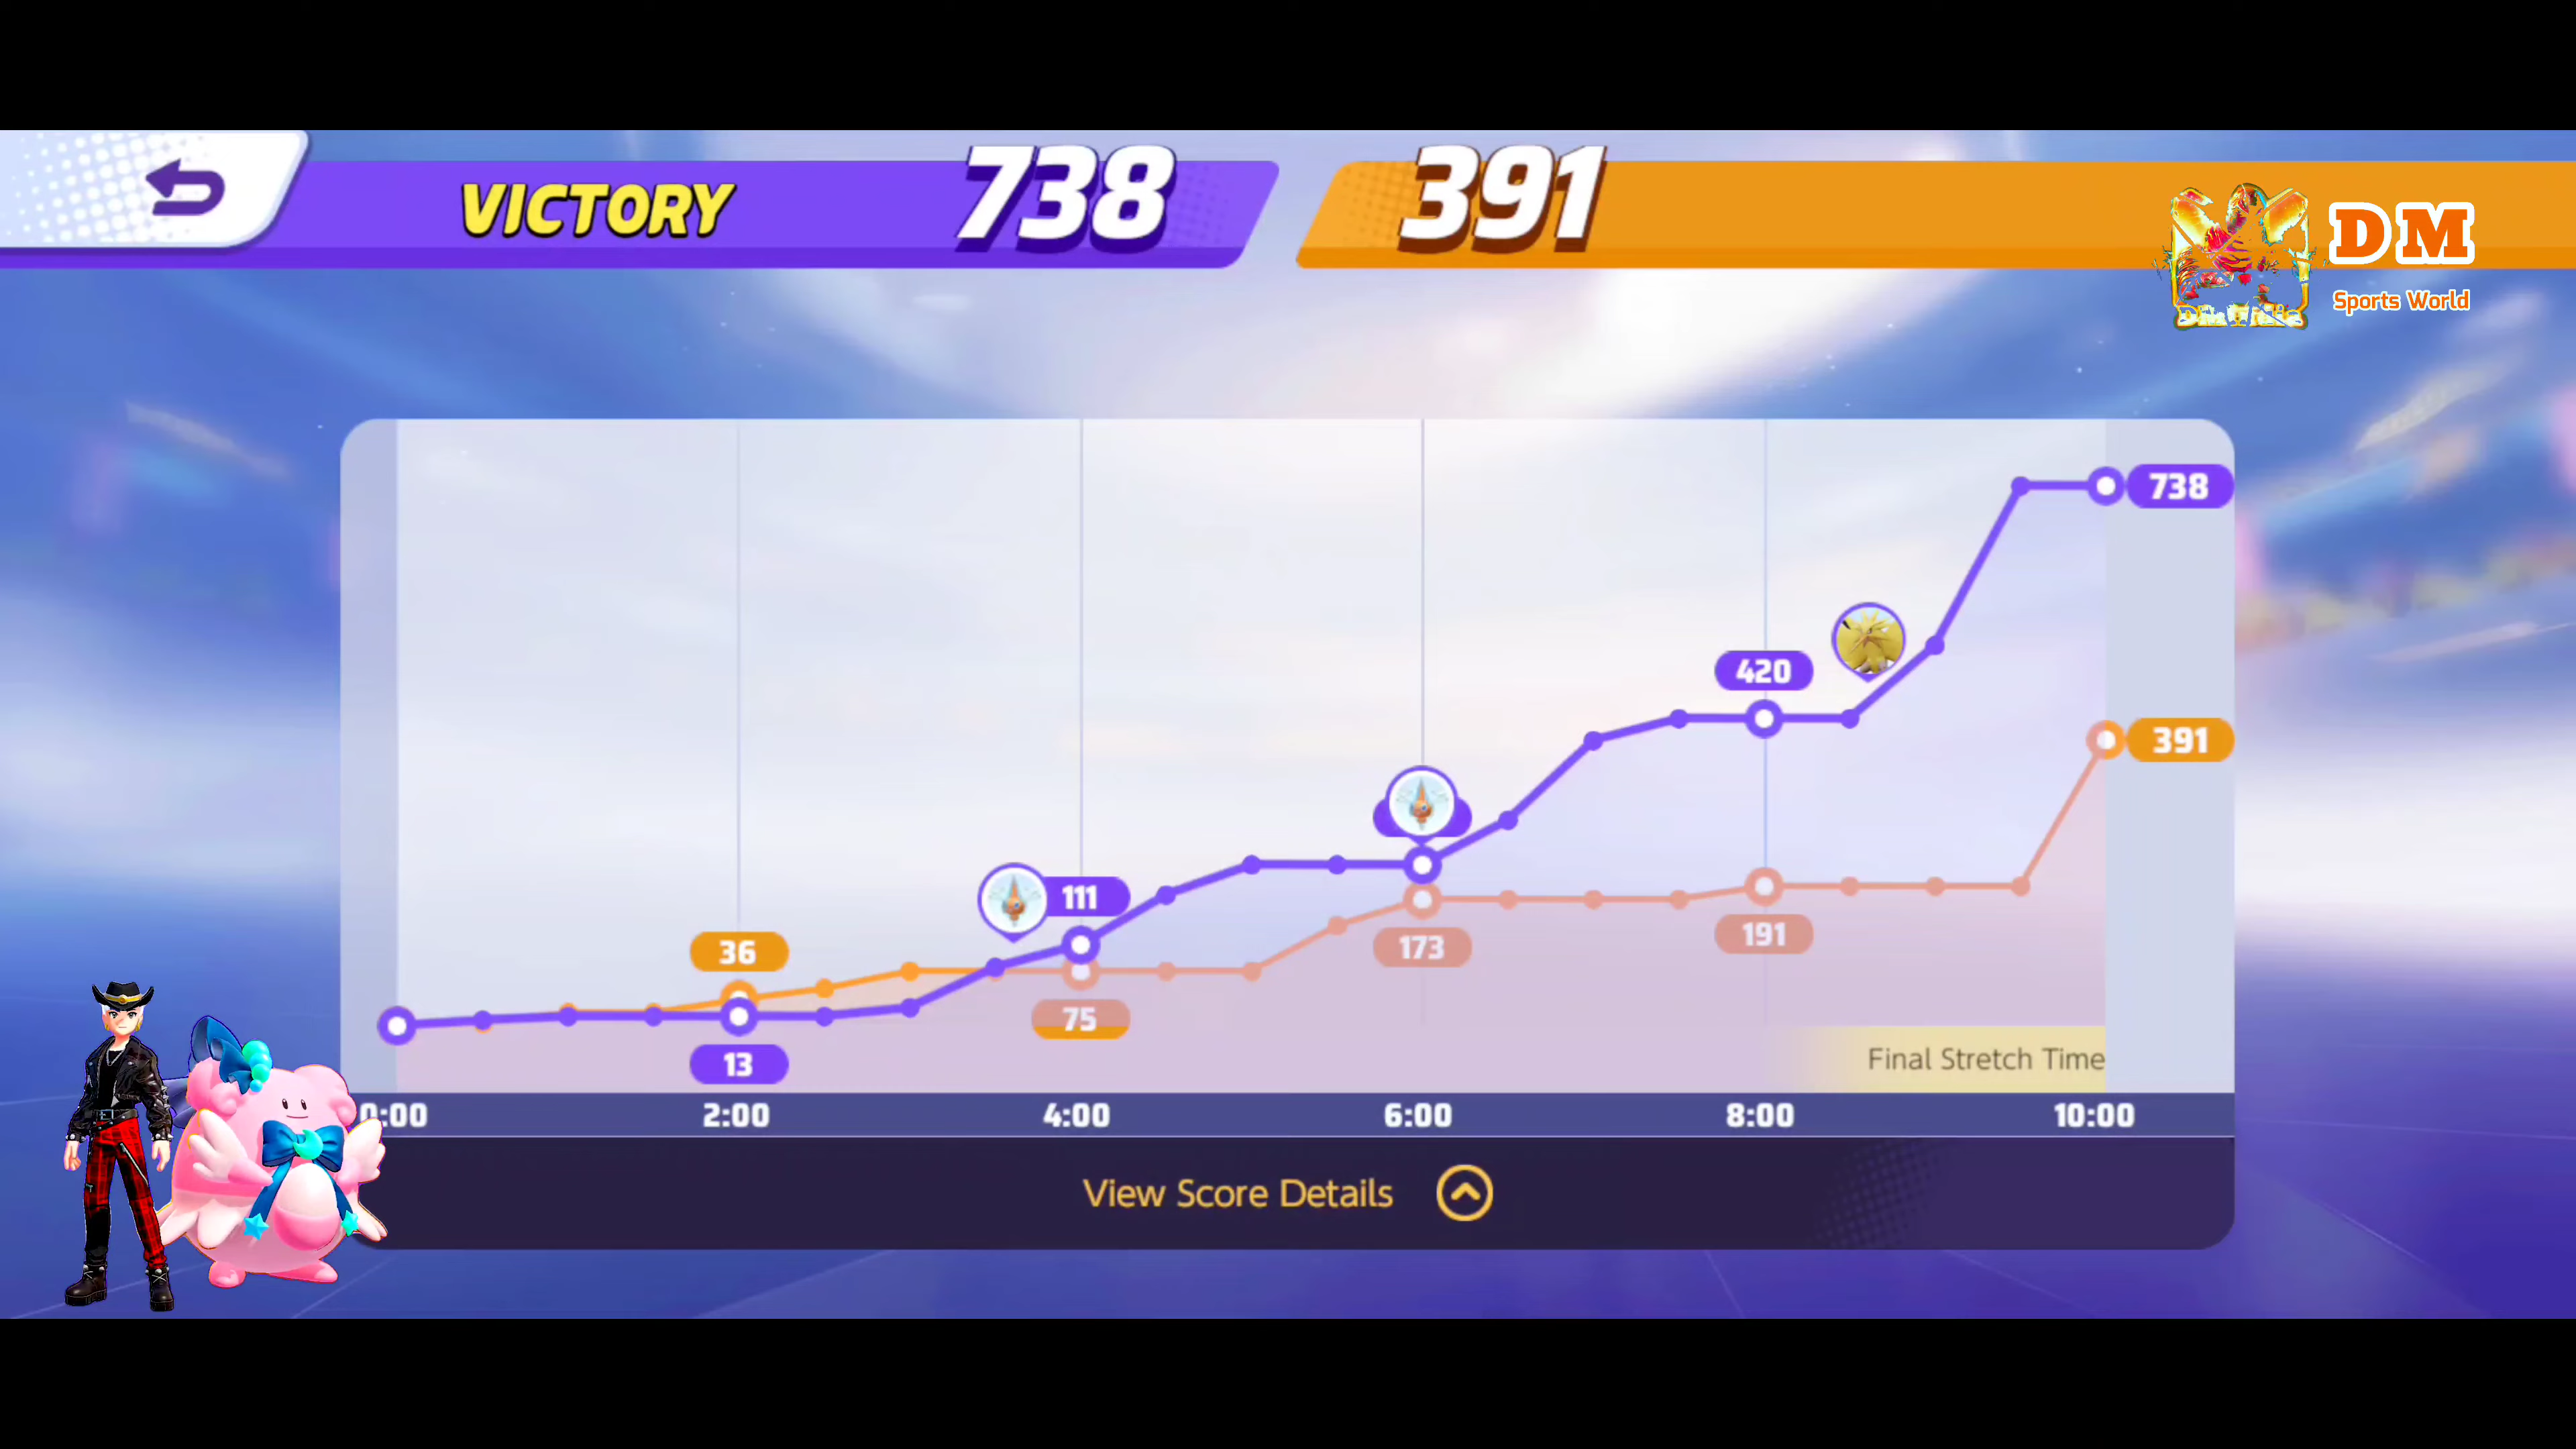 VICTORY 738 391
DM
Sports World
738
420
391
111
36
173
191
75
13
Final Stretch Time
0:00 2:00 4:00 6:00 8:00 10:00
View Score Details